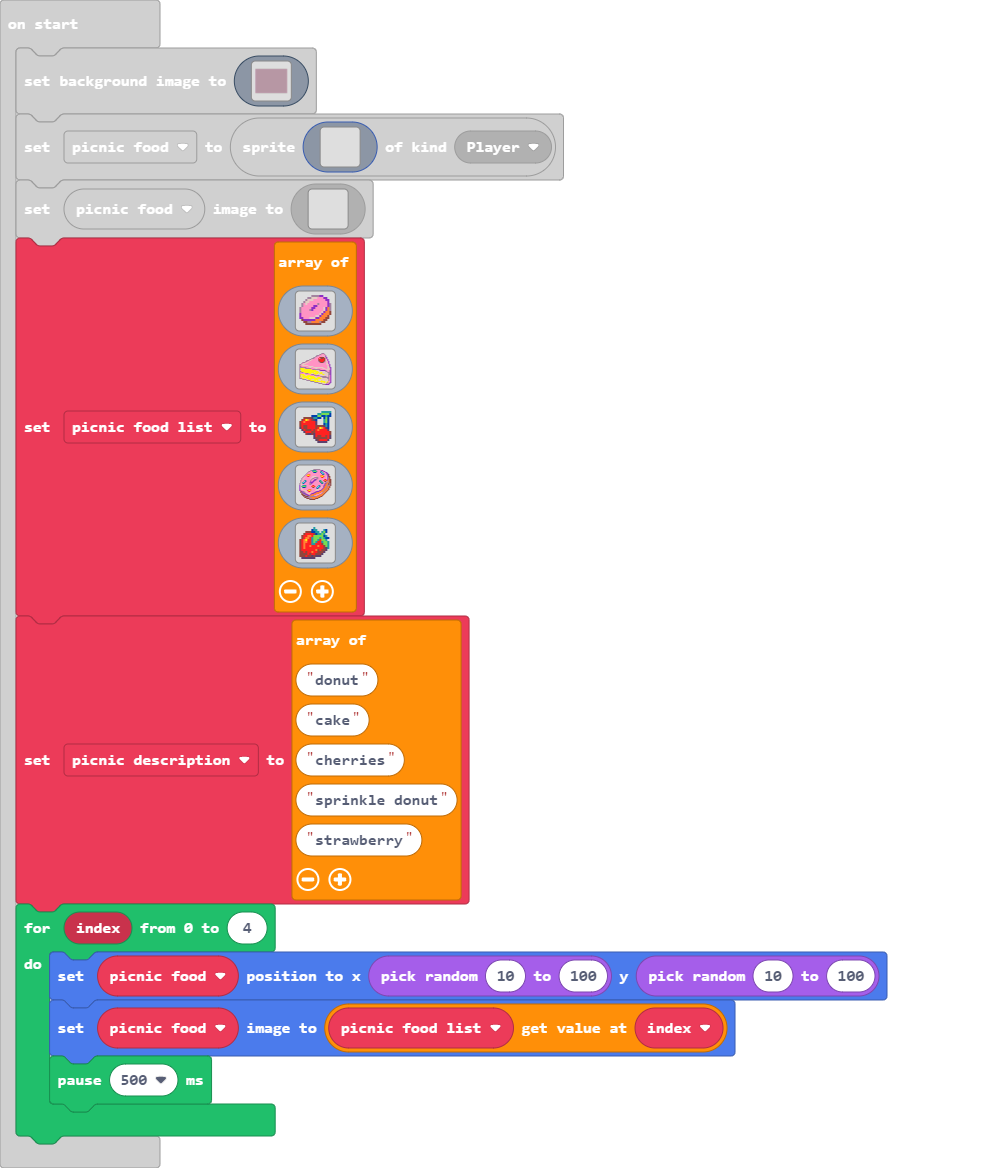 on start
set background image to
set picnic food to sprite of kind Player
set picnic food image to
array of
set picnic food list to
array of
"donut"
"cake"
set picnic description to "cherries"
"sprinkle donut"
"strawberry"
for index from 0 to 4
do
set picnic food position to x pick random 10 to 100 y pick random 10 to 100
set picnic food image to picnic food list get value at index
pause 500 ms